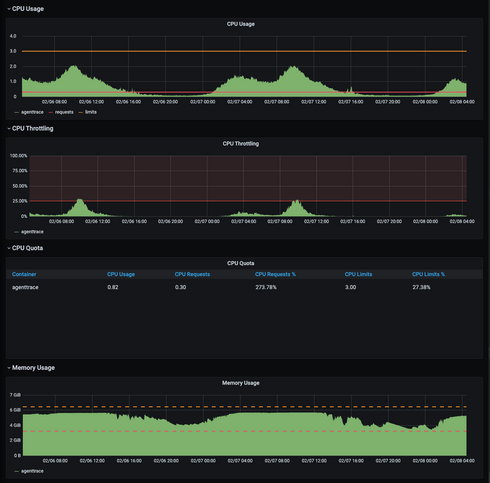 CPU Usage
CPU Usage
4.0
3.0
2.0
1.0
0
02/06 08:00 02/06 12:00 02/06 16:00 02/06 20:00 02/07 00:00 02/07 04:00 02/07 08:00 02/07 12:00 02/07 16:00 02/07 20:00 02/08 00:00 02/08 04:00
agenttrace requests limits
CPU Throttling
CPU Throttling
100.00%
75.00%
50.00%
25.00%
0%
02/06 08:00 02/06 12:00 02/06 16:00 02/06 20:00 02/07 00:00 02/07 04:00 02/07 08:00 02/07 12:00 02/07 16:00 02/07 20:00 02/08 00:00 02/08 04:00
agenttrace
CPU Quota
CPU Quota
Container CPU Usage CPU Requests CPU Requests % CPU Limits CPU Limits %
agenttrace 0.82 0.30 273.78% 3.00 27.38%
Memory Usage
Memory Usage
7 GiB
6 GiB
4 GiB
2 GiB
0 B
02/06 08:00 02/06 12:00 02/06 16:00 02/06 20:00 02/07 00:00 02/07 04:00 02/07 08:00 02/07 12:00 02/07 16:00 02/07 20:00 02/08 00:00 02/08 04:00
agenttrace